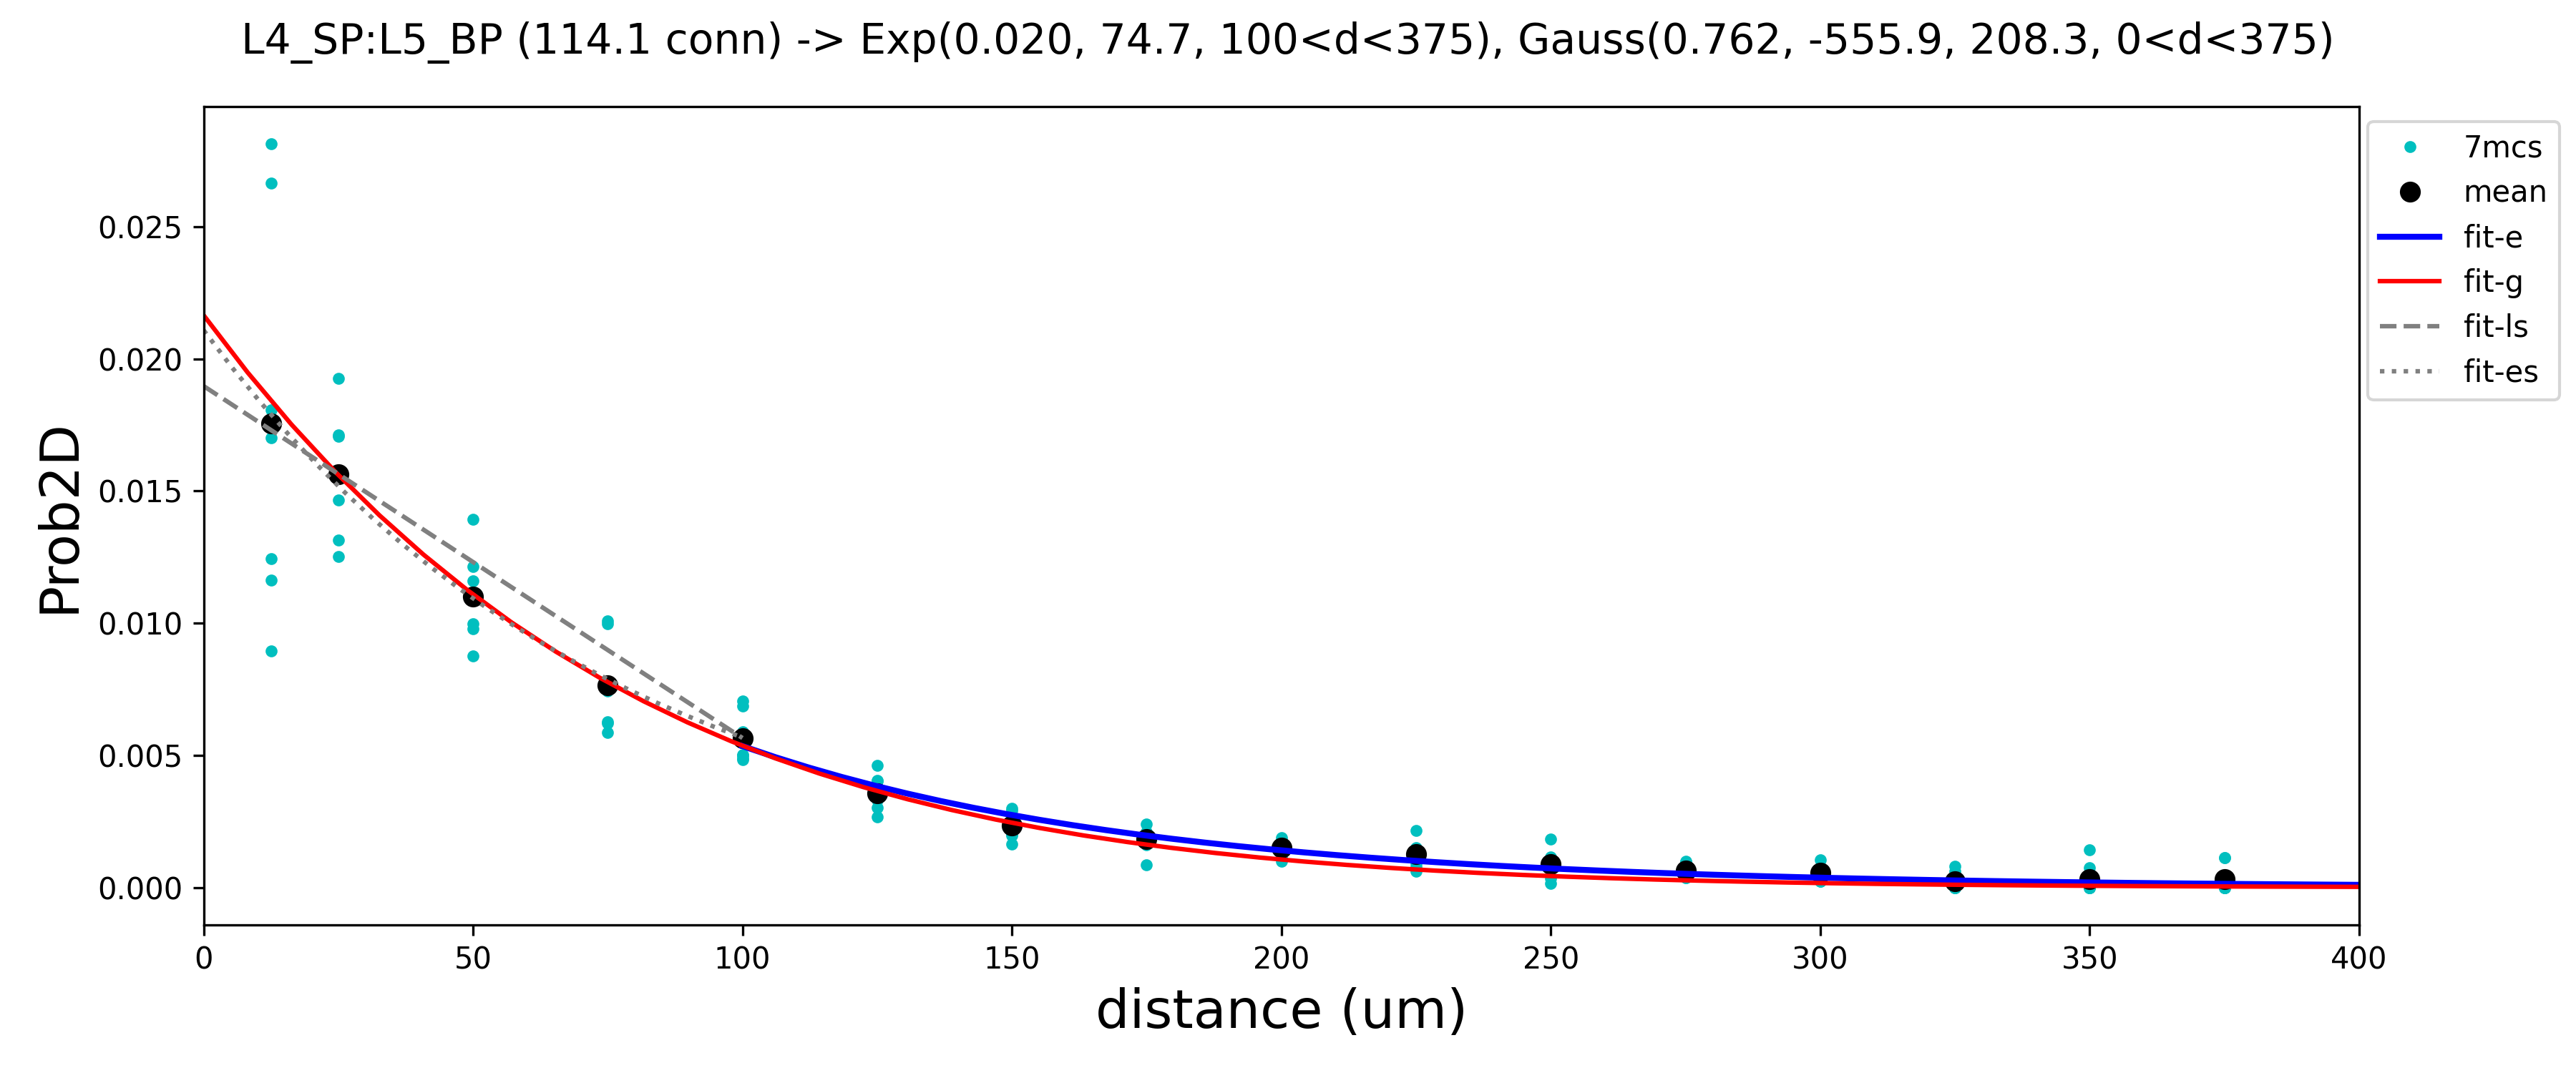 L4_SP:L5_BP (114.1 conn) -> Exp(0.020, 74.7, 100<d<375), Gauss(0.762, -555.9, 208.3, 0<d<375)
Prob2D
0.025
0.020
0.015
0.010
0.005
0.000
0 50 100 150 200 250 300 350 400
distance (um)
7mcs
mean
fit-e
fit-g
fit-ls
fit-es